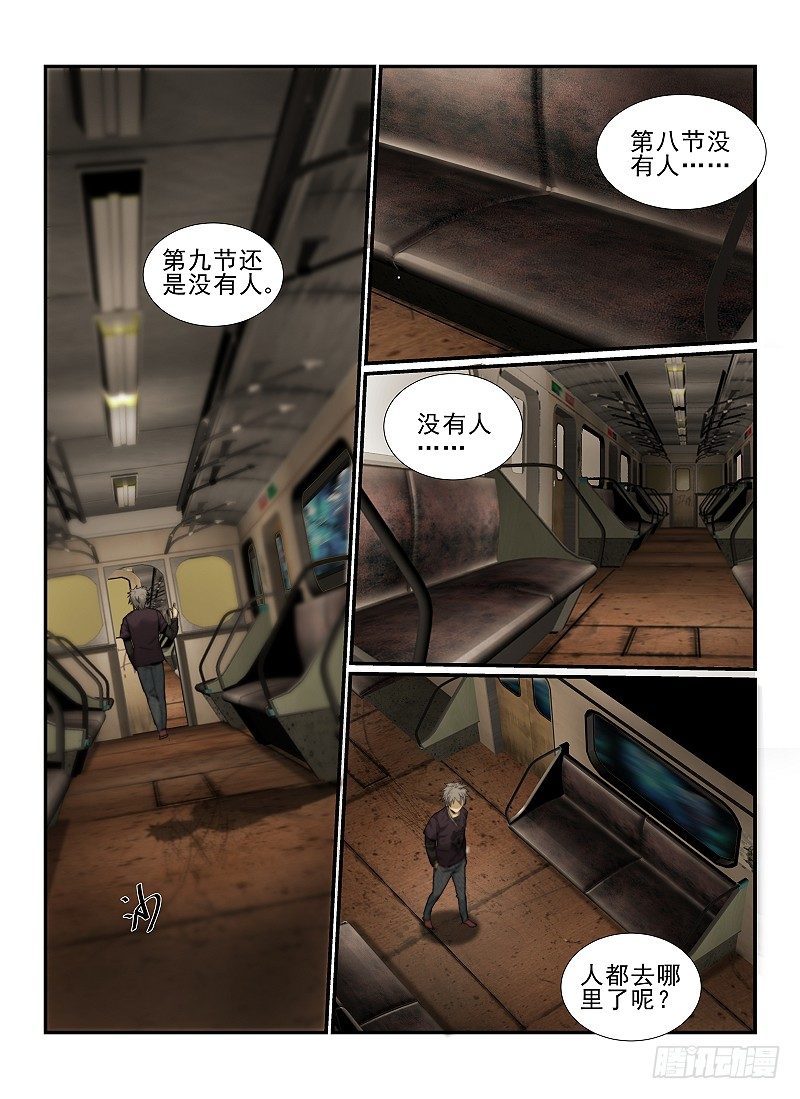 第八节没
有人……
没有人
……
人都去哪
里了呢？
第九节还
是没有人。
腾讯动漫